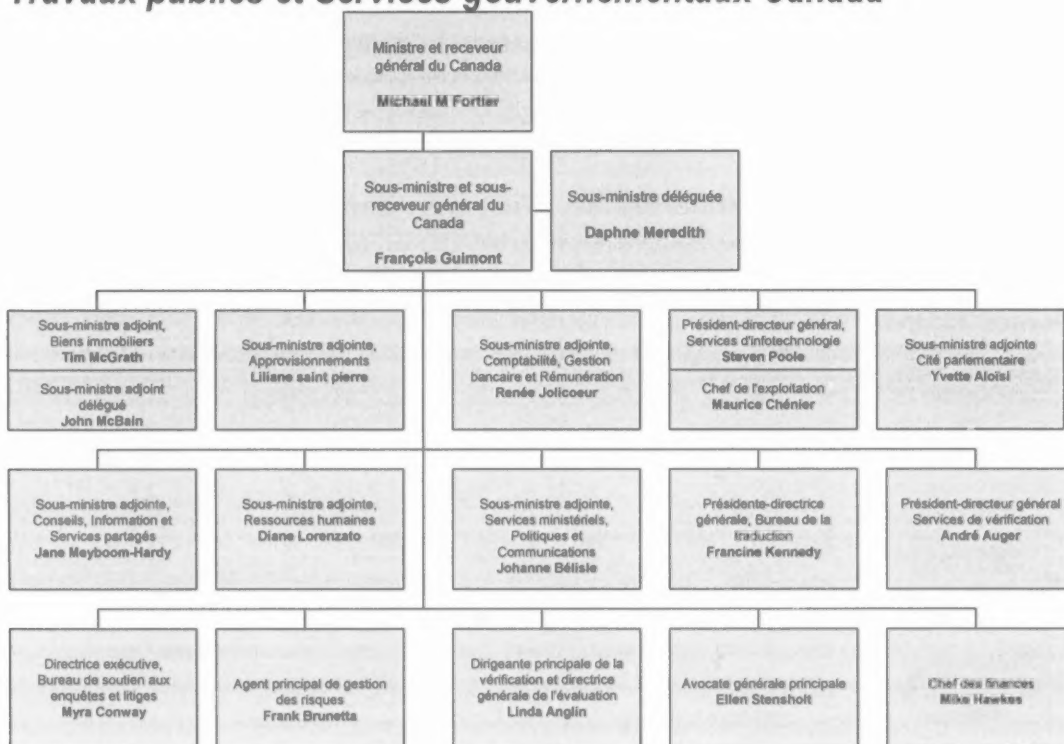 Travaux publics et Services gouvernementaux Canada
Ministre et receveur
général du Canada
Michael M Fortier
Sous-ministre et sous-
receveur général du
Canada
François Guimont
Sous-ministre déléguée
Daphne Meredith
Sous-ministre adjoint,
Biens immobiliers
Tim McGrath
Sous-ministre adjoint
délégué
John McBain
Sous-ministre adjointe,
Approvisionnements
Liliane saint pierre
Sous-ministre adjointe,
Comptabilité, Gestion
bancaire et Rémunération
Renée Jolicoeur
Président-directeur général,
Services d'infotechnologie
Steven Poole
Chef de l'exploitation
Maurice Chénier
Sous-ministre adjointe
Cité parlementaire
Yvette Aloïsi
Sous-ministre adjointe,
Conseils, Information et
Services partagés
Jane Meyboom-Hardy
Sous-ministre adjointe,
Ressources humaines
Diane Lorenzato
Sous-ministre adjointe,
Services ministériels,
Politiques et
Communications
Johanne Bélisle
Présidente-directrice
générale, Bureau de la
traduction
Francine Kennedy
Président-directeur général
Services de vérification
André Auger
Directrice exécutive,
Bureau de soutien aux
enquêtes et litiges
Myra Conway
Agent principal de gestion
des risques
Frank Brunetta
Dirigeante principale de la
vérification et directrice
générale de l'évaluation
Linda Anglin
Avocate générale principale
Ellen Stensholt
Chef des finances
Mike Hawkes